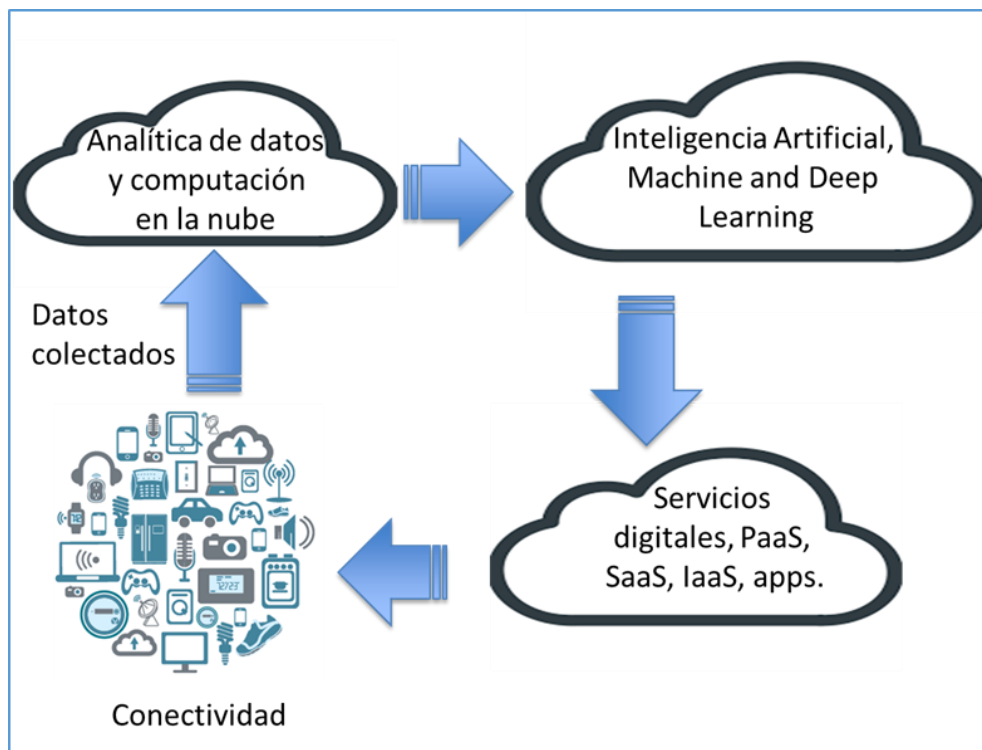 Analítica de datos
y computación
en la nube
Inteligencia Artificial,
Machine and Deep
Learning
Datos
colectados
Servicios
digitales, PaaS,
SaaS, IaaS, apps.
Conectividad